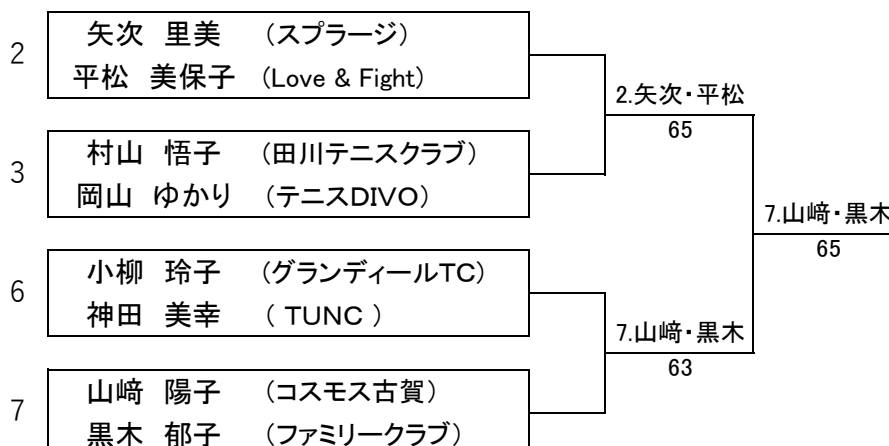 2
矢次 里美 (スプラージ)
平松 美保子 (Love & Fight)
3
村山 悟子 (田川テニスクラブ)
岡山 ゆかり (テニスDIVO)
6
小柳 玲子 (グランディールTC)
神田 美幸 ( TUNC )
7
山﨑 陽子 (コスモス古賀)
黒木 郁子 (ファミリークラブ)
2.矢次・平松
65
7.山﨑・黒木
63
7.山﨑・黒木
65